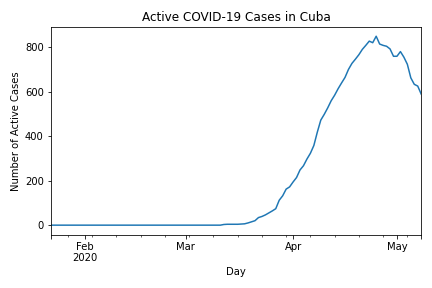 Active COVID-19 Cases in Cuba
Number of Active Cases
800
600
400
200
0
Feb
2020
Mar
Apr
May
Day